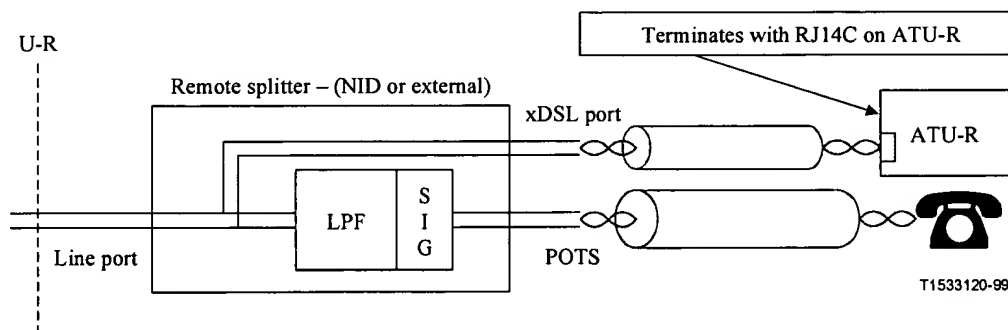 U-R
Terminates with RJ14C on ATU-R
Remote splitter – (NID or external)
xDSL port
ATU-R
LPF
S
I
G
Line port
POTS
T1533120-99